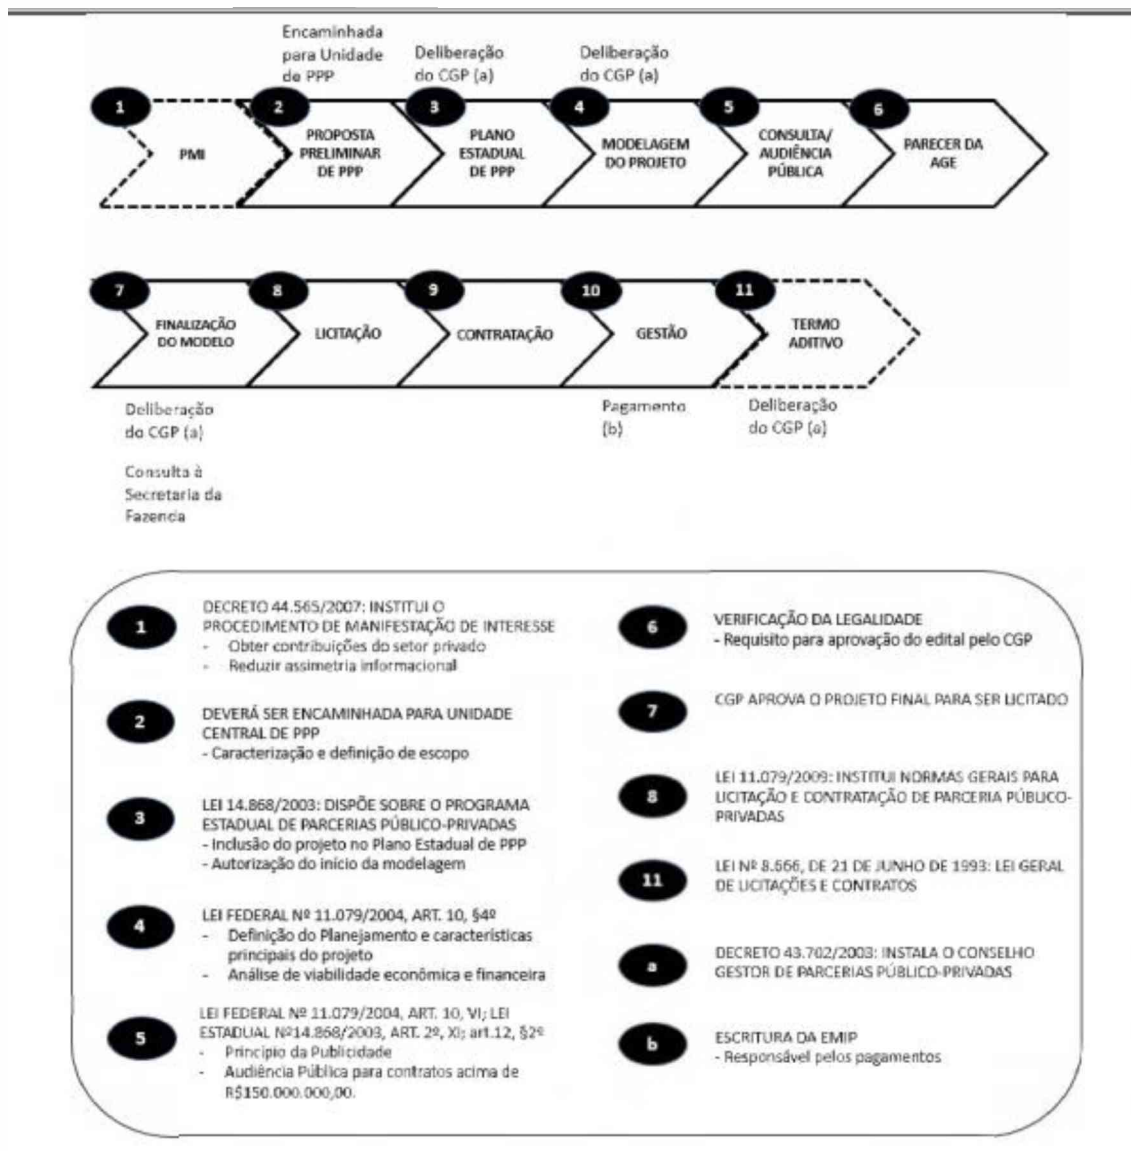 Encaminhada
para Unidade
de PPP
Deliberação
do CGP (a)
Deliberação
do CGP (a)
1
PMI
2
PROPOSTA
PRELIMINAR
DE PPP
3
PLANO
ESTADUAL
DE PPP
4
MODELAGEM
DO PROJETO
5
CONSULTA/
AUDIÊNCIA
PÚBLICA
6
PARECER DA
AGE
7
FINALIZAÇÃO
DO MODELO
8
LICITAÇÃO
9
CONTRATAÇÃO
10
GESTÃO
11
TERMO
ADITIVO
Deliberação
do CGP (a)
Consulta à
Secretaria da
Fazenda
Pagamento
(b)
Deliberação
do CGP (a)
1
DECRETO 44.565/2007: INSTITUI O
PROCEDIMENTO DE MANIFESTAÇÃO DE INTERESSE
- Obter contribuições do setor privado
- Reduzir assimetria informacional
2
DEVERÁ SER ENCAMINHADA PARA UNIDADE
CENTRAL DE PPP
- Caracterização e definição de escopo
3
LEI 14.868/2003: DISPÕE SOBRE O PROGRAMA
ESTADUAL DE PARCERIAS PÚBLICO-PRIVADAS
- Inclusão do projeto no Plano Estadual de PPP
- Autorização do início da modelagem
4
LEI FEDERAL Nº 11.079/2004, ART. 10, §4º
- Definição do Planejamento e características
principais do projeto
- Análise de viabilidade econômica e financeira
5
LEI FEDERAL Nº 11.079/2004, ART. 10, VI; LEI
ESTADUAL Nº14.868/2003, ART. 2º, XI; art.12, §2º
- Princípio da Publicidade
- Audiência Pública para contratos acima de
R$150.000.000,00.
6
VERIFICAÇÃO DA LEGALIDADE
- Requisito para aprovação do edital pelo CGP
7
CGP APROVA O PROJETO FINAL PARA SER LICITADO
8
LEI 11.079/2009: INSTITUI NORMAS GERAIS PARA
LICITAÇÃO E CONTRATAÇÃO DE PARCERIA PÚBLICO-
PRIVADAS
11
LEI Nº 8.666, DE 21 DE JUNHO DE 1993: LEI GERAL
DE LICITAÇÕES E CONTRATOS
a
DECRETO 43.702/2003: INSTALA O CONSELHO
GESTOR DE PARCERIAS PÚBLICO-PRIVADAS
b
ESCRITURA DA EMIP
- Responsável pelos pagamentos